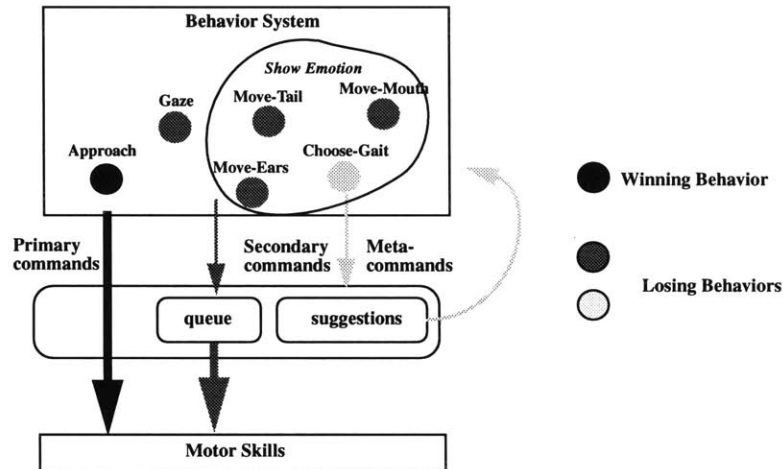 Behavior System
Show Emotion
Move-Mouth
Move-Tail
Gaze
Approach
Choose-Gait
Move-Ears
Winning Behavior
Primary
commands
Secondary
commands
Meta-
commands
Losing Behaviors
queue
suggestions
Motor Skills